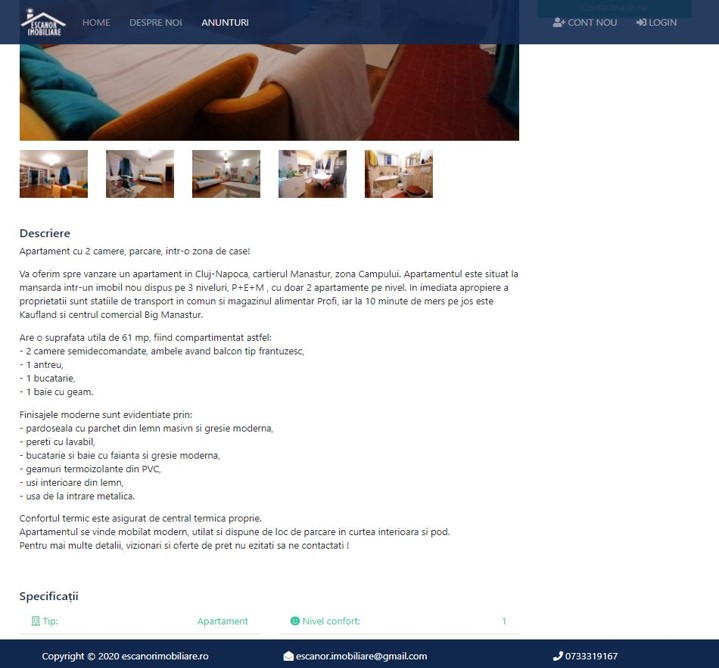 ESCANOR
IMOBILIARE
HOME
DESPRE NOI
ANUNTURI
CONT NOU
LOGIN
Descriere
Apartament cu 2 camere, parcare, intr-o zona de case!
Va oferim spre vanzare un apartament in Cluj-Napoca, cartierul Manastur, zona Campului. Apartamentul este situat la
mansarda intr-un imobil nou dispus pe 3 niveluri, P+E+M , cu doar 2 apartamente pe nivel. In imediata apropiere a
proprietatii sunt statiile de transport in comun si magazinul alimentar Profi, iar la 10 minute de mers pe jos este
Kaufland si centrul comercial Big Manastur.
Are o suprafata utila de 61 mp, fiind compartimentat astfel:
- 2 camere semidecomandate, ambele avand balcon tip frantuzesc,
- 1 antreu,
- 1 bucatarie,
- 1 baie cu geam.
Finisajele moderne sunt evidentiate prin:
- pardoseala cu parchet din lemn masivn si gresie moderna,
- pereti cu lavabil,
- bucatarie si baie cu faianta si gresie moderna,
- geamuri termoizolante din PVC,
- usi interioare din lemn,
- usa de la intrare metalica.
Confortul termic este asigurat de central termica proprie.
Apartamentul se vinde mobilat modern, utilat si dispune de loc de parcare in curtea interioara si pod.
Pentru mai multe detalii, vizionari si oferte de pret nu ezitati sa ne contactati !
Specificații
Tip: Apartament
Nivel confort: 1
Copyright © 2020 escanorimobiliare.ro
escanor.imobiliare@gmail.com
0733319167